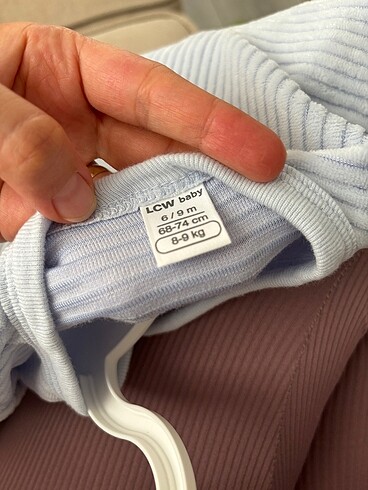 LCW baby
6 / 9 m
68-74 cm
8-9 kg